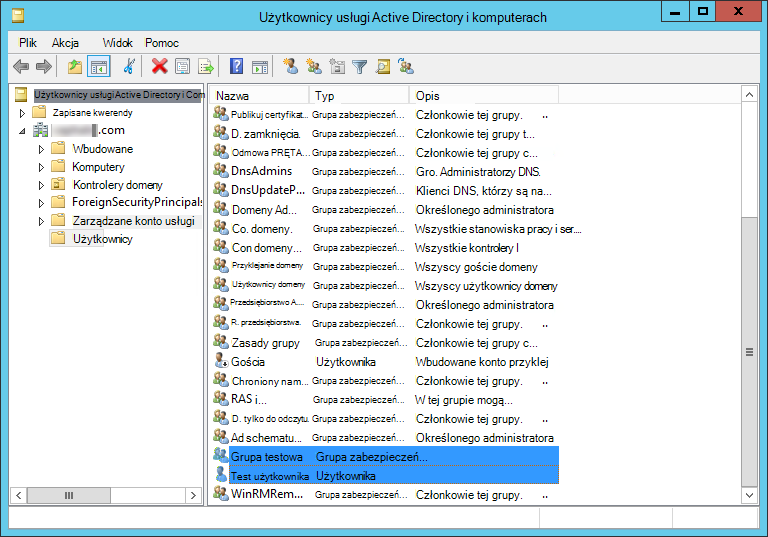 Użytkownicy usługi Active Directory i komputerach
Plik Akcja Widok Pomoc
Użytkownicy usługi Active Directory i Com
Zapisane kwerendy
.com
Wbudowane
Komputery
Kontrolery domeny
ForeignSecurityPrincipals
Zarządzane konto usługi
Użytkownicy
Nazwa Typ Opis
Publikuj certyfikat... Grupa zabezpieczeń... Członkowie tej grupy. ..
D. zamknięcia. Grupa zabezpieczeń... Członkowie tej grupy t...
Odmowa PRĘTA... Grupa zabezpieczeń... Członkowie tej grupy c...
DnsAdmins Grupa zabezpieczeń... Gro. Administratorzy DNS.
DnsUpdateP... Grupa zabezpieczeń... Klienci DNS, którzy są na...
Domeny Ad... Grupa zabezpieczeń... Określonego administratora
Co. domeny. Grupa zabezpieczeń... Wszystkie stanowiska pracy i ser....
Con domeny... Grupa zabezpieczeń... Wszystkie kontrolery I
Przyklejanie domeny Grupa zabezpieczeń... Wszyscy goście domeny
Użytkownicy domeny Grupa zabezpieczeń... Wszyscy użytkownicy domeny
Przedsiębiorstwo A.... Grupa zabezpieczeń... Określonego administratora
R. przedsiębiorstwa. Grupa zabezpieczeń... Członkowie tej grupy. ..
Zasady grupy Grupa zabezpieczeń... Członkowie tej grupy c...
Gościa Użytkownika Wbudowane konto przyklej
Chroniony nam... Grupa zabezpieczeń... Członkowie tej grupy. ..
RAS i... Grupa zabezpieczeń... W tej grupie mogą...
D. tylko do odczytu. Grupa zabezpieczeń... Członkowie tej grupy. ..
Ad schematu... Grupa zabezpieczeń... Określonego administratora
Grupa testowa Grupa zabezpieczeń...
Test użytkownika Użytkownika
WinRMRem... Grupa zabezpieczeń... Członkowie tej grupy. ..